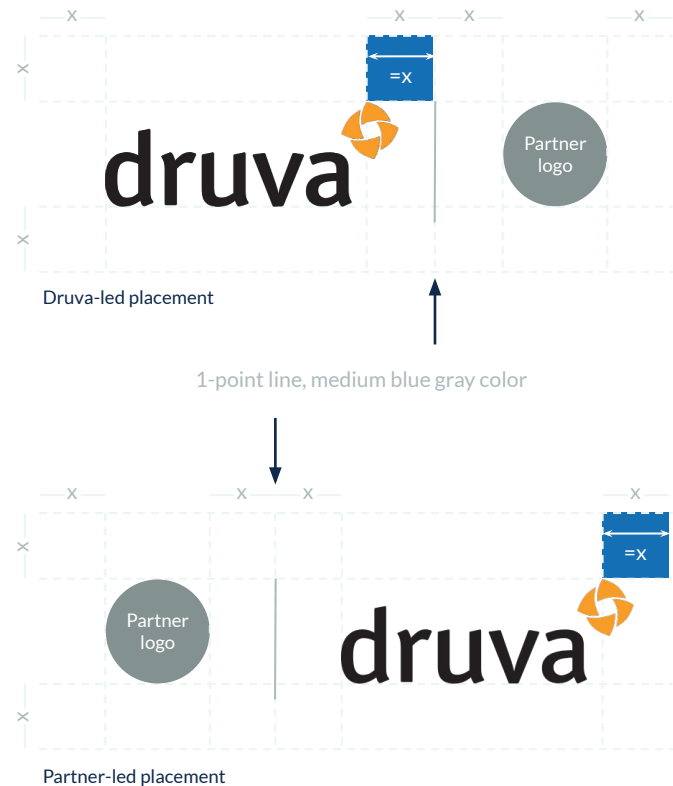 x x x x
x
=x
druva
Partner
logo
x
Druva-led placement
1-point line, medium blue gray color
x x x x
x
=x
Partner
logo
druva
x
Partner-led placement